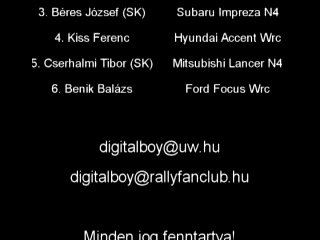 3. Béres József (SK) Subaru Impreza N4
4. Kiss Ferenc Hyundai Accent Wrc
5. Cserhalmi Tibor (SK) Mitsubishi Lancer N4
6. Benik Balázs Ford Focus Wrc
digitalboy@uw.hu
digitalboy@rallyfanclub.hu
Minden jog fenntartva!